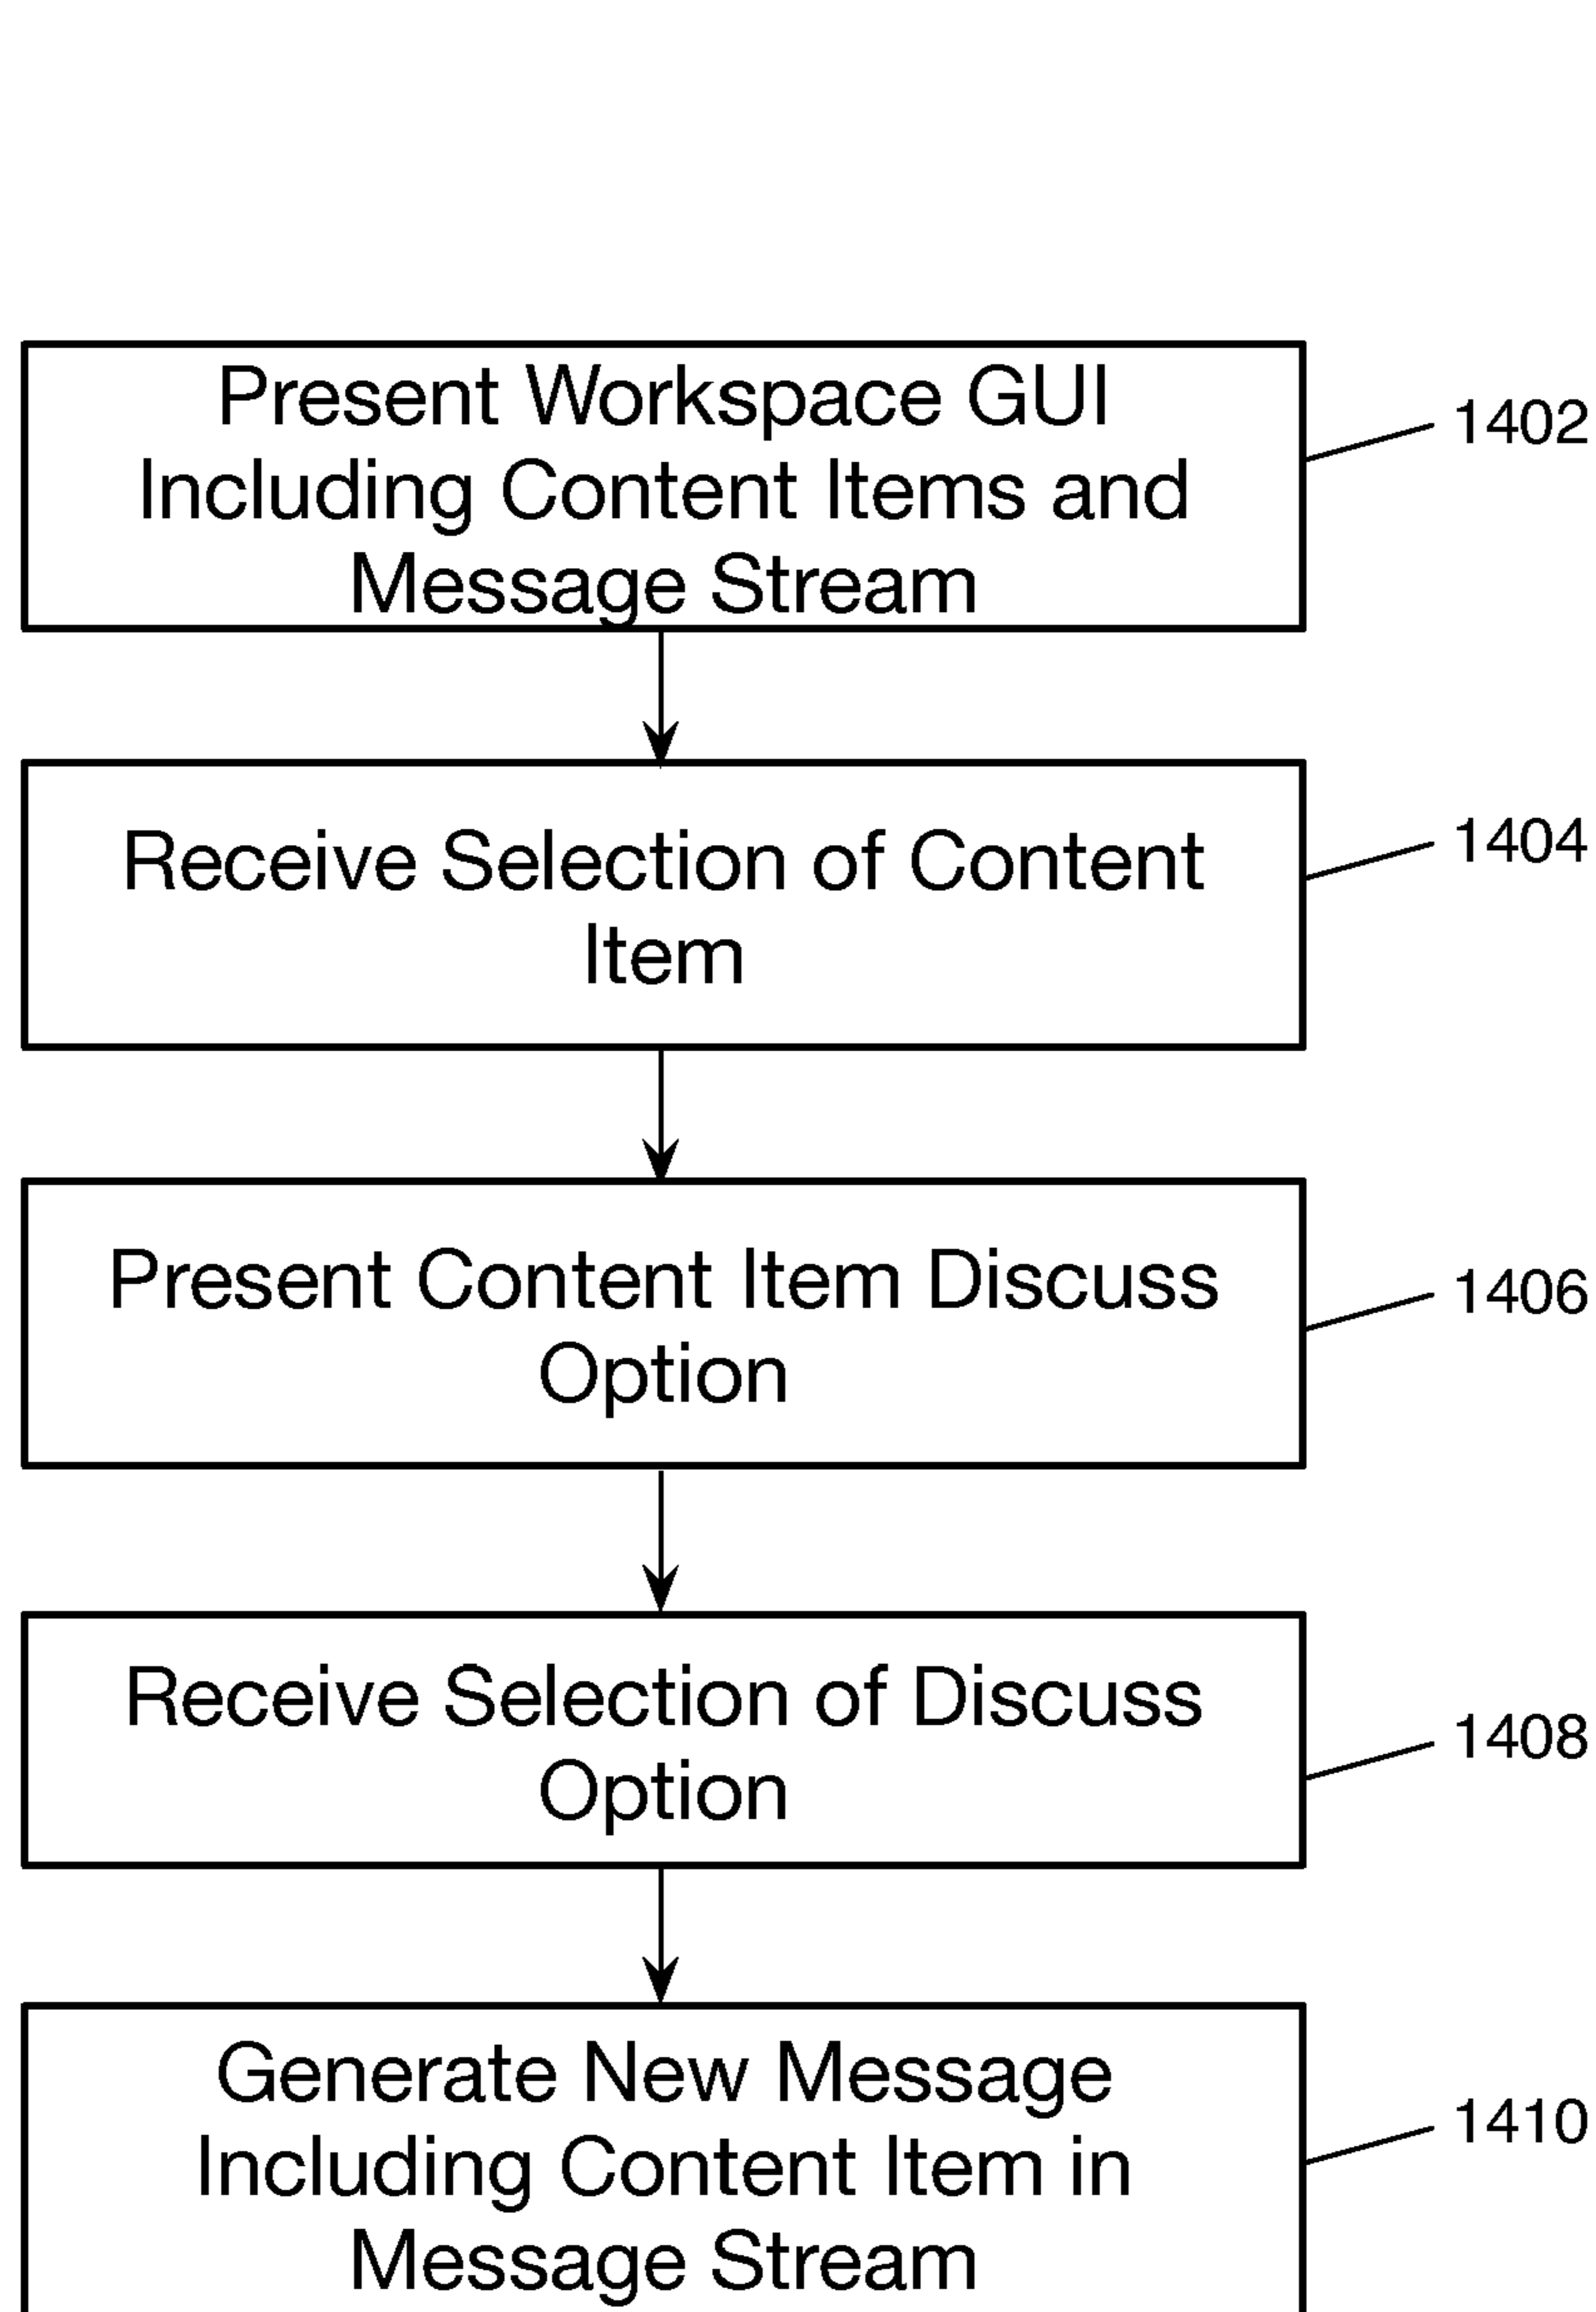 Present Workspace GUI
Including Content Items and
Message Stream
1402
Receive Selection of Content
Item
1404
Present Content Item Discuss
Option
1406
Receive Selection of Discuss
Option
1408
Generate New Message
Including Content Item in
Message Stream
1410